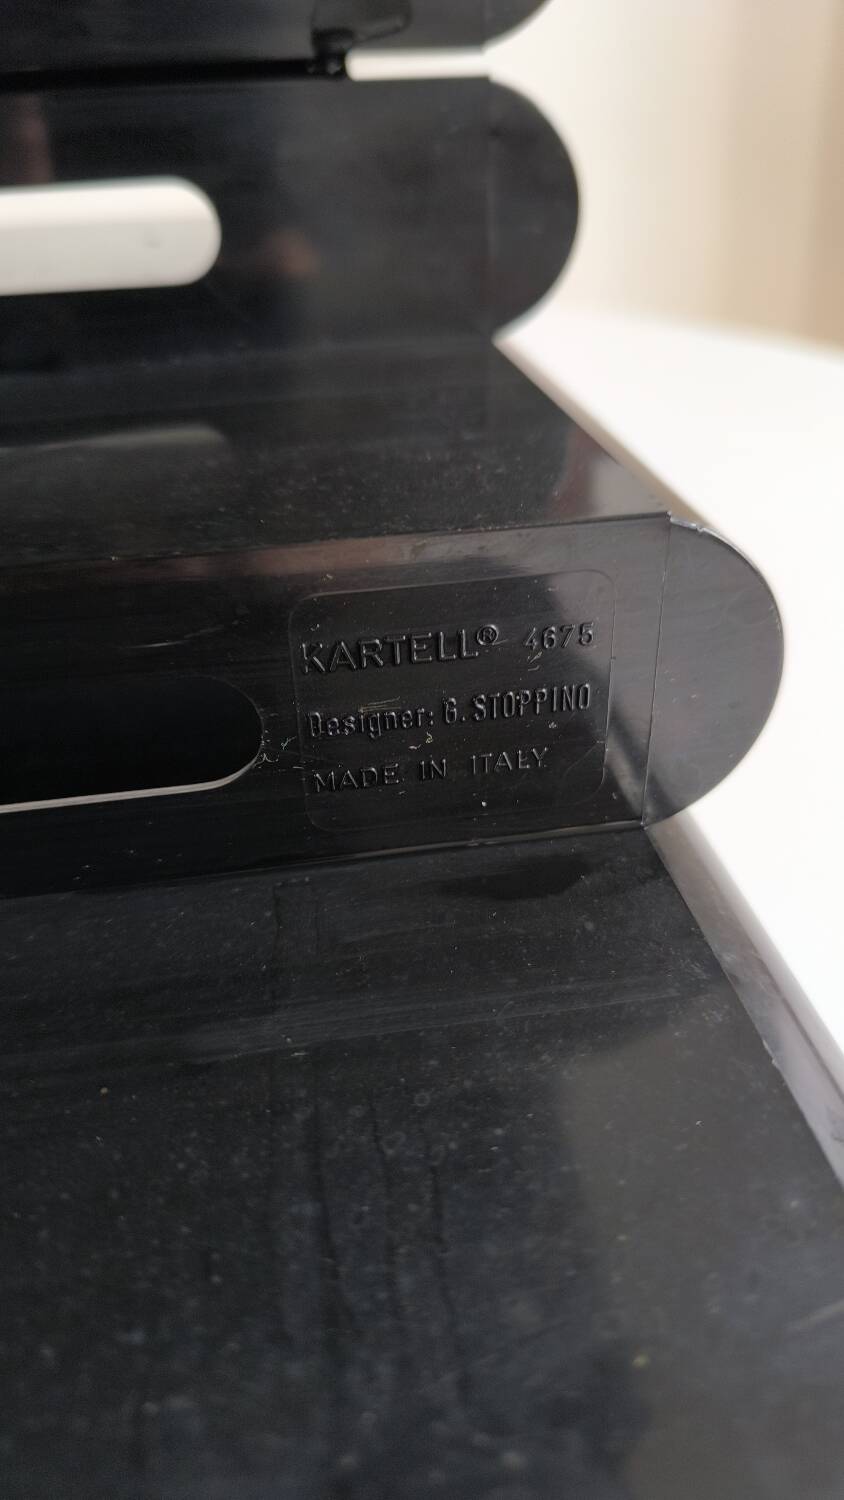 KARTELL® 4675
Designer: G. STOPPINO
MADE IN ITALY